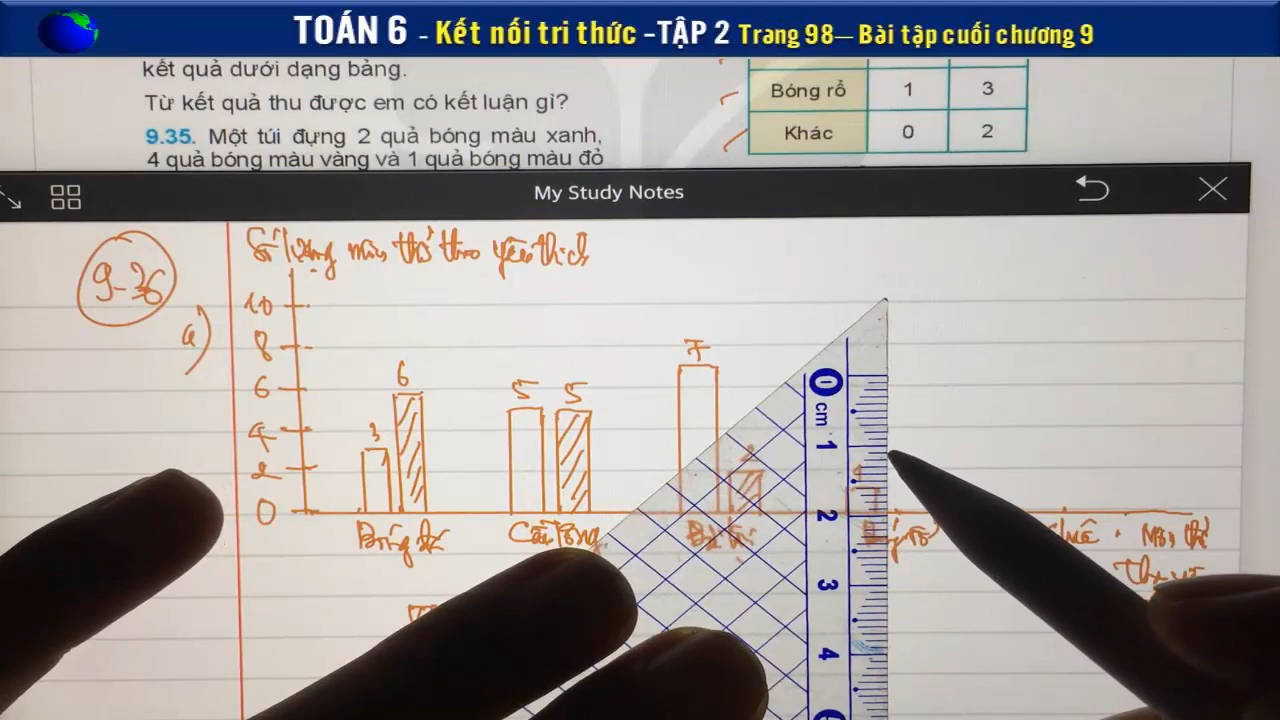 TOÁN 6 - Kết nối tri thức -TẬP 2 Trang 98— Bài tập cuối chương 9
kết quả dưới dạng bảng.
Từ kết quả thu được em có kết luận gì?
9.35. Một túi đựng 2 quả bóng màu xanh,
4 quả bóng màu vàng và 1 quả bóng màu đỏ
Bóng rổ 1 3
Khác 0 2
My Study Notes
9-36
Số lượng môn thể thao yêu thích
a)
10
8
6
4
2
0
3 6 5 5 7
Cầu lông
0 cm 1 2 3 4